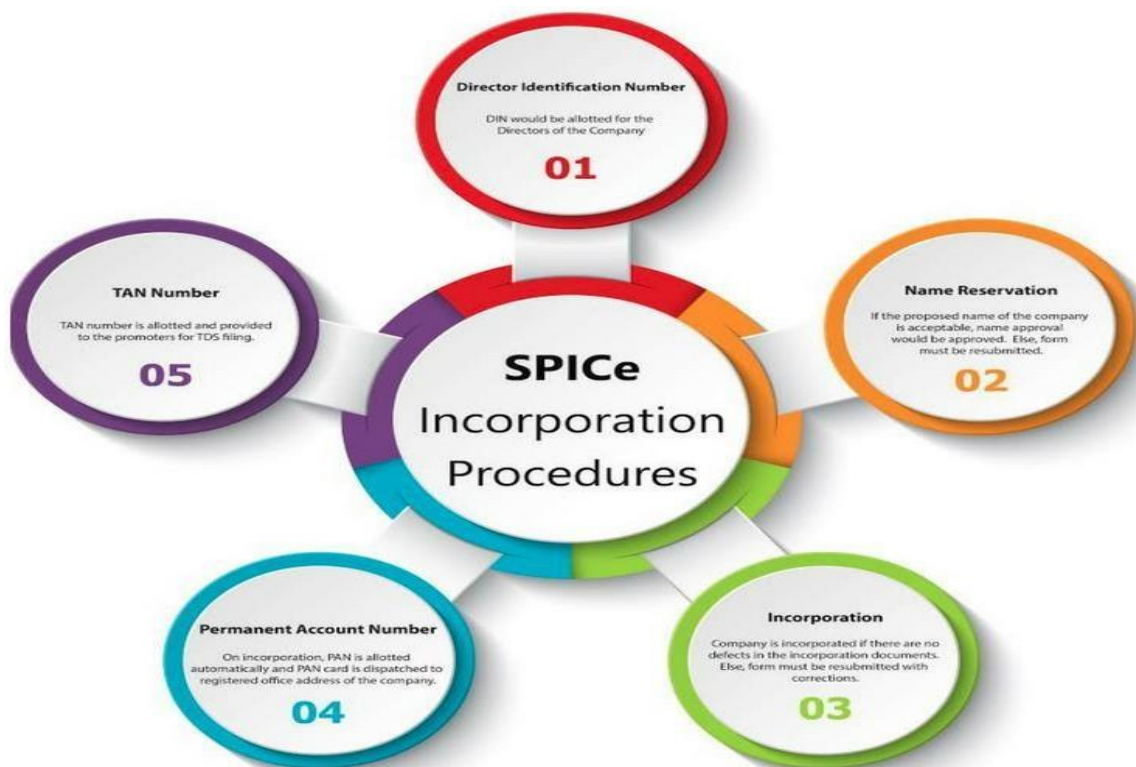 SPICe
Incorporation
Procedures
Director Identification Number
DIN would be allotted for the
Directors of the Company
01
Name Reservation
If the proposed name of the company
is acceptable, name approval
would be approved. Else, form
must be resubmitted.
02
Incorporation
Company is incorporated if there are no
defects in the incorporation documents.
Else, form must be resubmitted with
corrections.
03
Permanent Account Number
On incorporation, PAN is allotted
automatically and PAN card is dispatched to
registered office address of the company.
04
TAN Number
TAN number is allotted and provided
to the promoters for TDS filing.
05